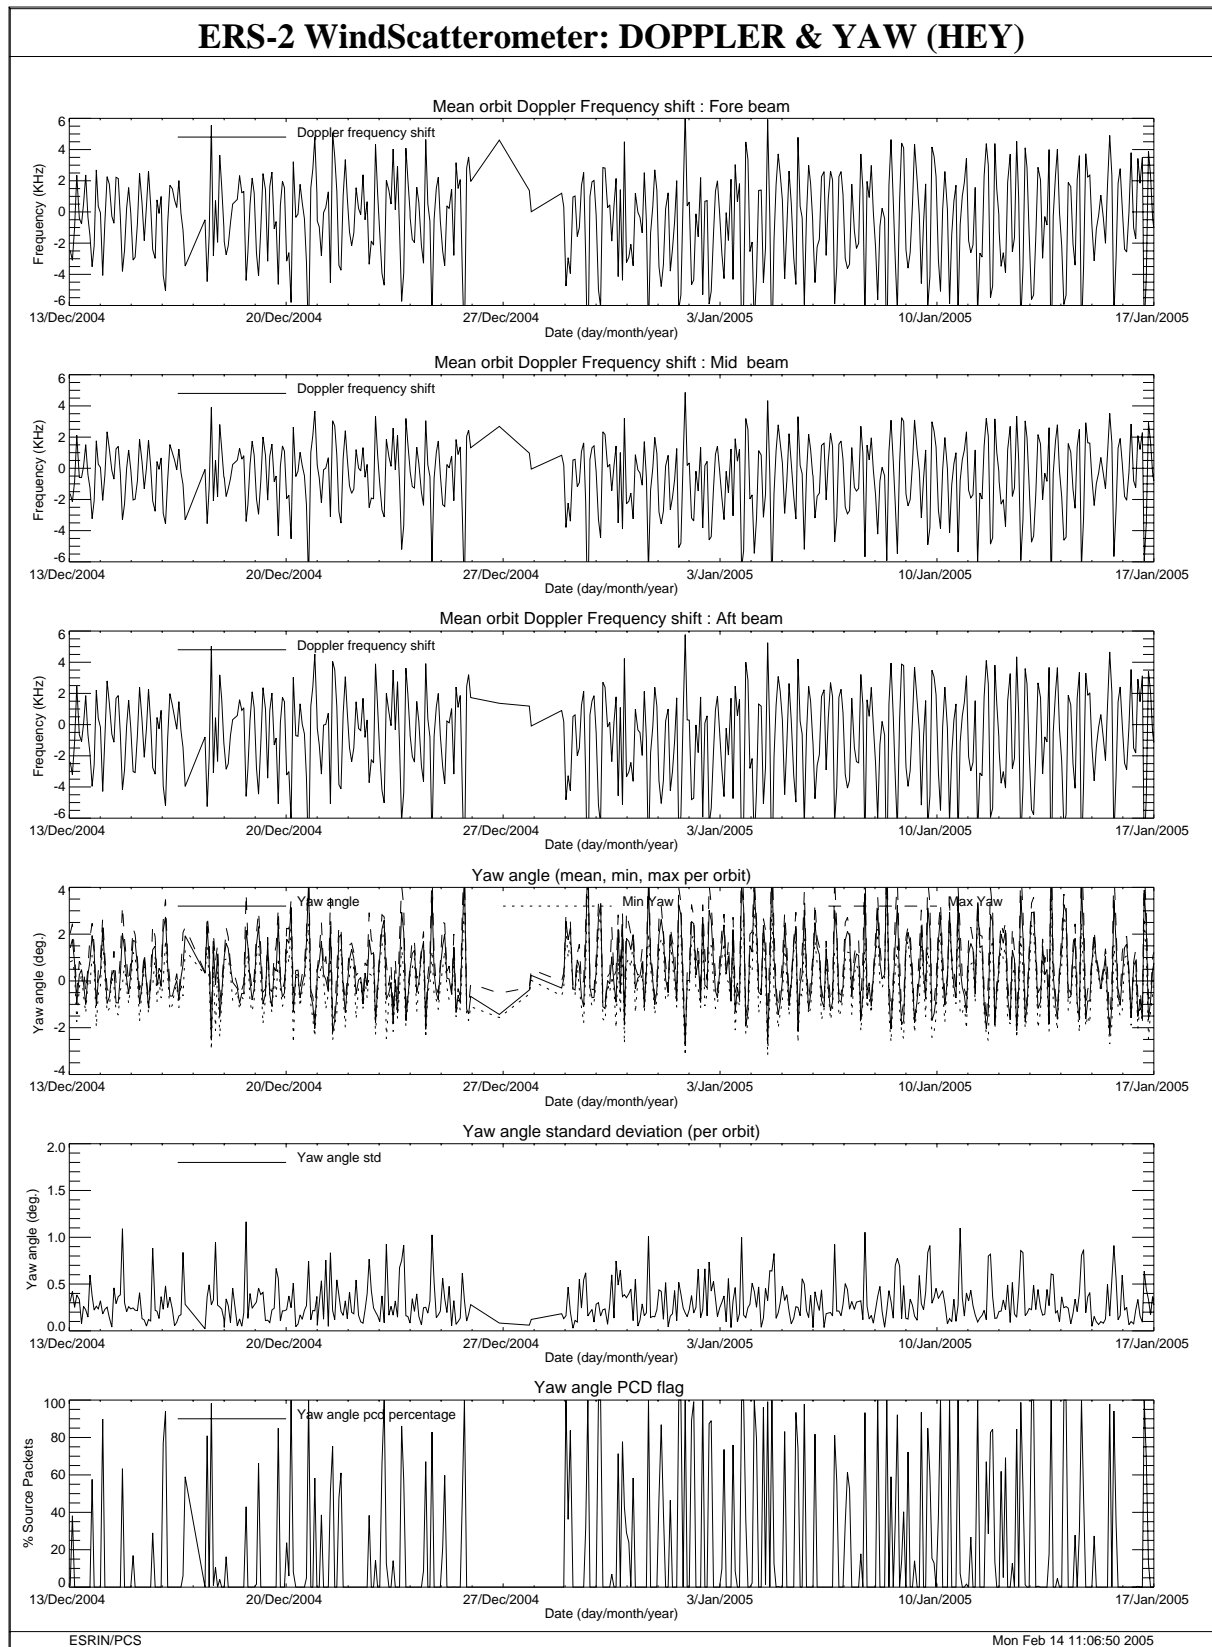 ERS-2 WindScatterometer: DOPPLER & YAW (HEY)
Mean orbit Doppler Frequency shift : Fore beam
Doppler frequency shift
Frequency (KHz)
6
4
2
0
-2
-4
-6
13/Dec/2004 20/Dec/2004 27/Dec/2004 3/Jan/2005 10/Jan/2005 17/Jan/2005
Date (day/month/year)
Mean orbit Doppler Frequency shift : Mid beam
Doppler frequency shift
Frequency (KHz)
6
4
2
0
-2
-4
-6
13/Dec/2004 20/Dec/2004 27/Dec/2004 3/Jan/2005 10/Jan/2005 17/Jan/2005
Date (day/month/year)
Mean orbit Doppler Frequency shift : Aft beam
Doppler frequency shift
Frequency (KHz)
6
4
2
0
-2
-4
-6
13/Dec/2004 20/Dec/2004 27/Dec/2004 3/Jan/2005 10/Jan/2005 17/Jan/2005
Date (day/month/year)
Yaw angle (mean, min, max per orbit)
Yaw angle Min Yaw Max Yaw
Yaw angle (deg.)
4
2
0
-2
-4
13/Dec/2004 20/Dec/2004 27/Dec/2004 3/Jan/2005 10/Jan/2005 17/Jan/2005
Date (day/month/year)
Yaw angle standard deviation (per orbit)
Yaw angle std
Yaw angle (deg.)
2.0
1.5
1.0
0.5
0.0
13/Dec/2004 20/Dec/2004 27/Dec/2004 3/Jan/2005 10/Jan/2005 17/Jan/2005
Date (day/month/year)
Yaw angle PCD flag
Yaw angle pcd percentage
% Source Packets
100
80
60
40
20
0
13/Dec/2004 20/Dec/2004 27/Dec/2004 3/Jan/2005 10/Jan/2005 17/Jan/2005
Date (day/month/year)
ESRIN/PCS Mon Feb 14 11:06:50 2005